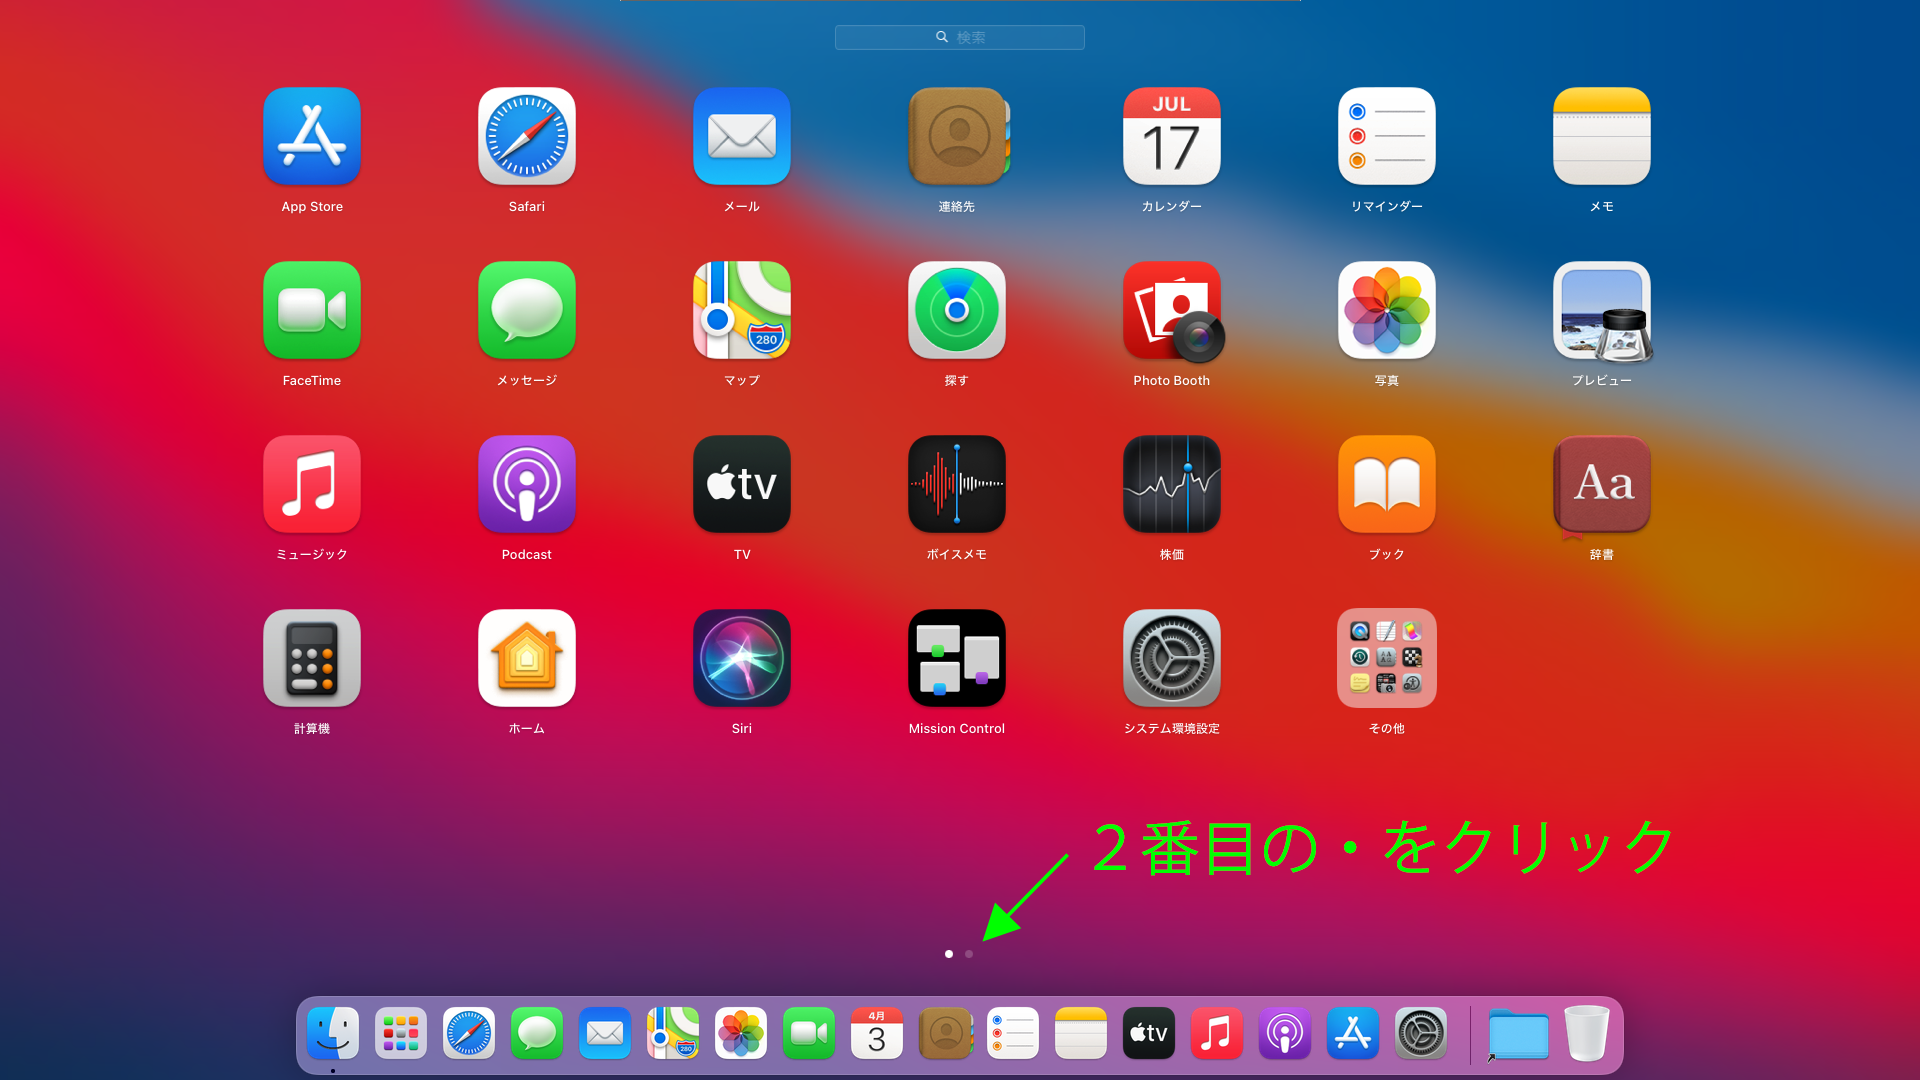 検索
App Store
Safari
メール
連絡先
JUL
17
カレンダー
リマインダー
メモ
FaceTime
メッセージ
280
マップ
探す
Photo Booth
写真
プレビュー
ミュージック
Podcast
tv
TV
ボイスメモ
株価
ブック
Aa
辞書
計算機
ホーム
Siri
Mission Control
システム環境設定
その他
２番目の・をクリック
280
4月
3
tv